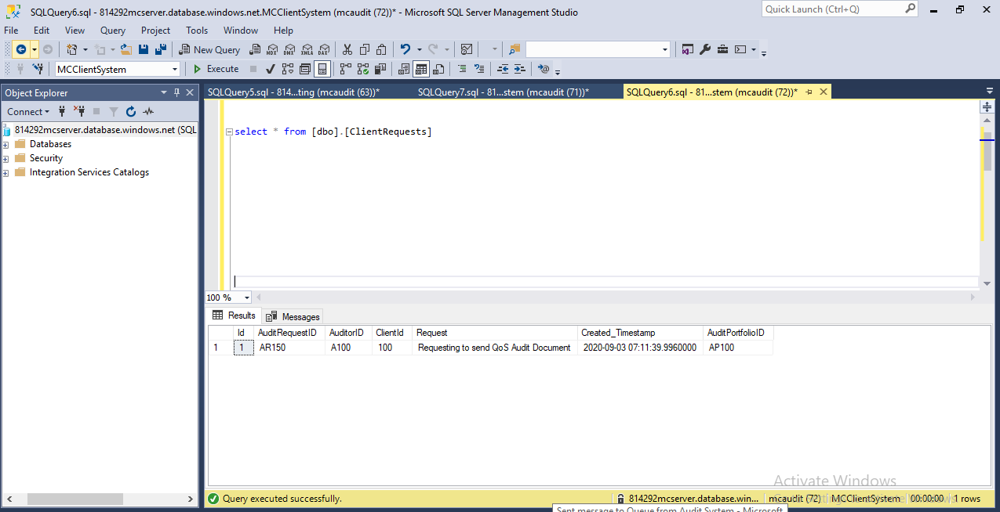 SQLQuery6.sql - 814292mcserver.database.windows.net.MCClientSystem (mcaudit (72))* - Microsoft SQL Server Management Studio
Quick Launch (Ctrl+Q)
File Edit View Query Project Tools Window Help
New Query MDX DMX XMLA DAX
MCClientSystem Execute
Object Explorer
Connect
814292mcserver.database.windows.net (SQL
Databases
Security
Integration Services Catalogs
SQLQuery5.sql - 814...ting (mcaudit (63))* SQLQuery7.sql - 81...stem (mcaudit (71))* SQLQuery6.sql - 81...stem (mcaudit (72))*
select * from [dbo].[ClientRequests]
100 %
Results Messages
Id AuditRequestID AuditorID ClientId Request Created_Timestamp AuditPortfolioID
1 1 AR150 A100 100 Requesting to send QoS Audit Document 2020-09-03 07:11:39.9960000 AP100
Activate Windows
Query executed successfully. 814292mcserver.database.win... mcaudit (72) MCClientSystem 00:00:00 1 rows
Sent message to Queue from Audit System - Microsoft